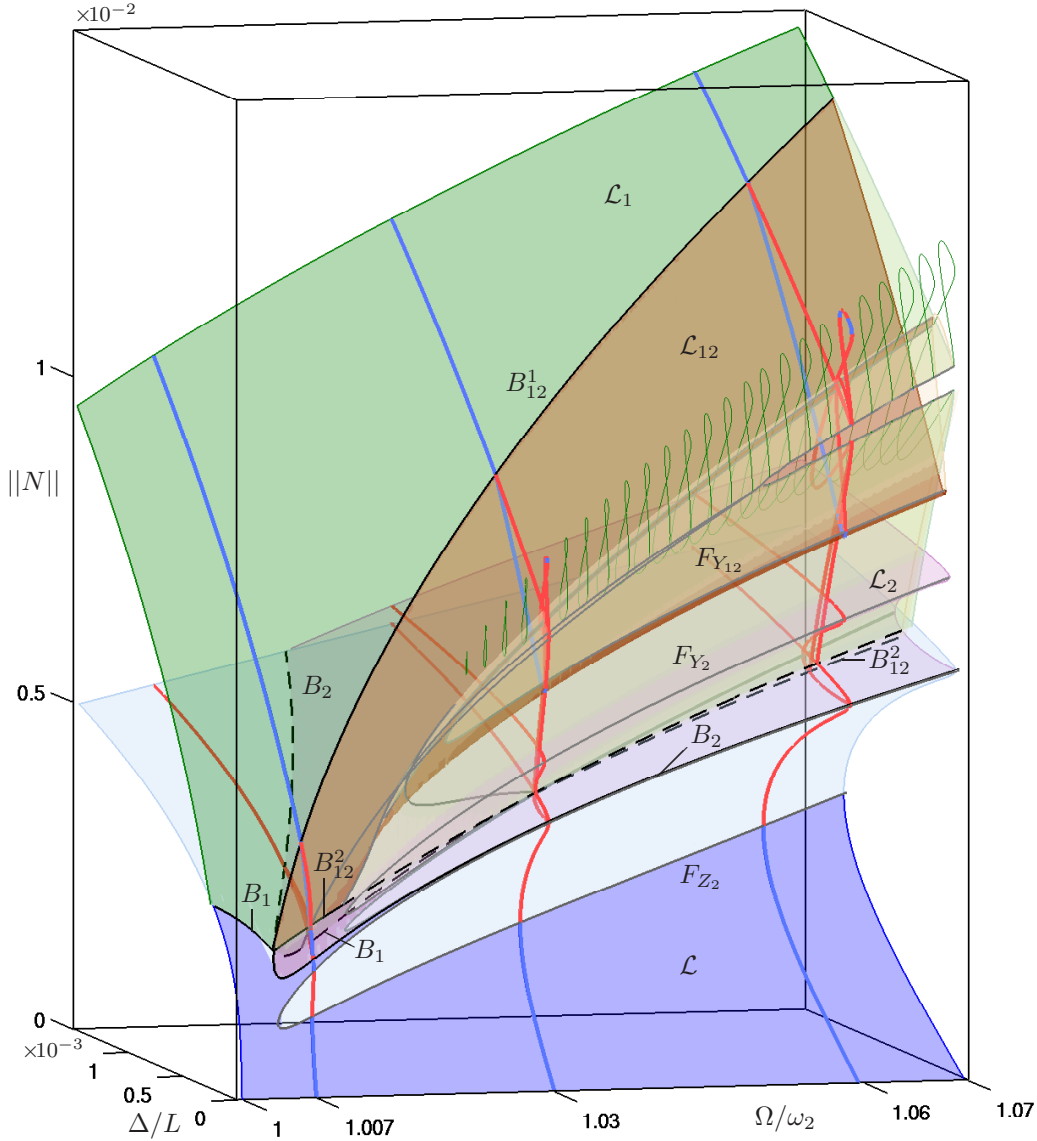 ×10⁻²
ℒ₁
ℒ₁₂
B¹₁₂
1
||N||
F_{Y₁₂}
ℒ₂
F_{Y₂}
B²₁₂
B₂
0.5
B₂
B²₁₂
F_{Z₂}
B₁
B₁
ℒ
0
×10⁻³
1
0.5
0
Δ/L
1
1.007
1.03
Ω/ω₂
1.06
1.07